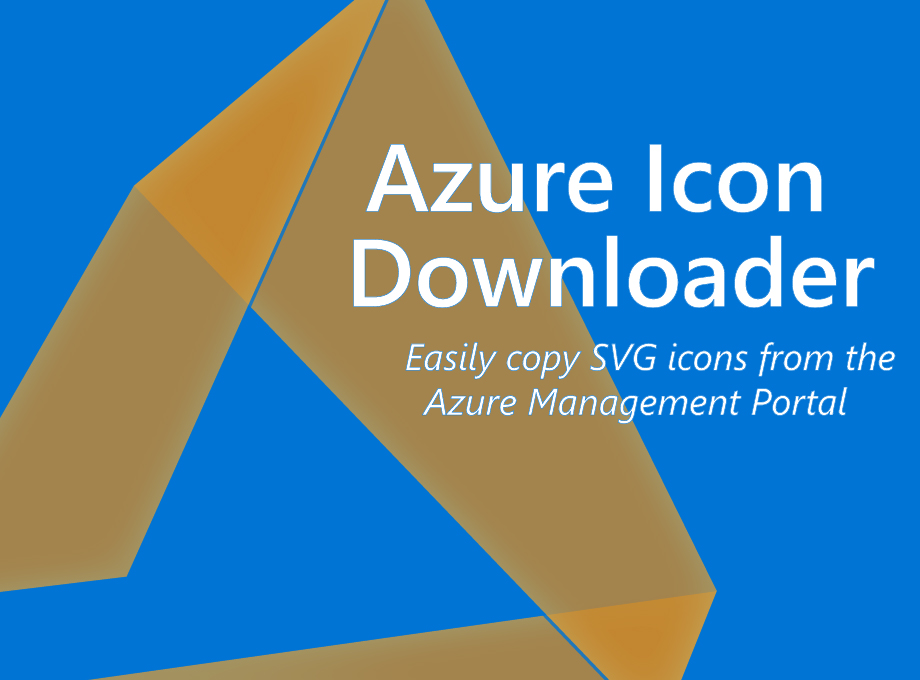 Azure Icon
Downloader
Easily copy SVG icons from the
Azure Management Portal